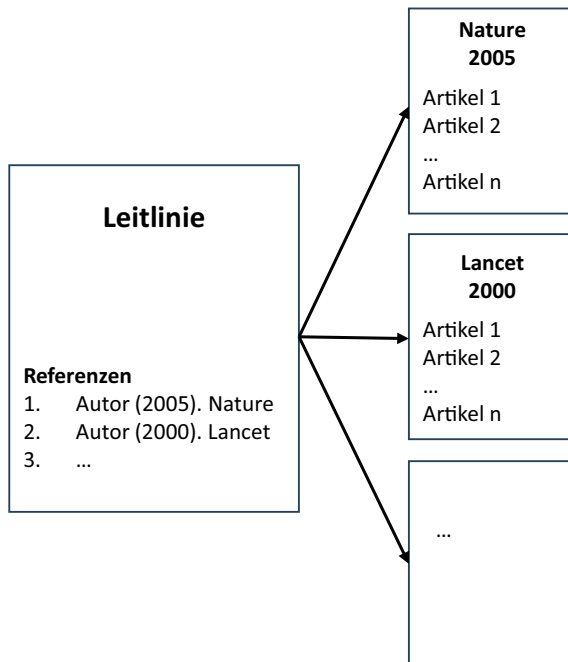 Leitlinie
Referenzen
1. Autor (2005). Nature
2. Autor (2000). Lancet
3. ...
Nature
2005
Artikel 1
Artikel 2
...
Artikel n
Lancet
2000
Artikel 1
Artikel 2
...
Artikel n
...